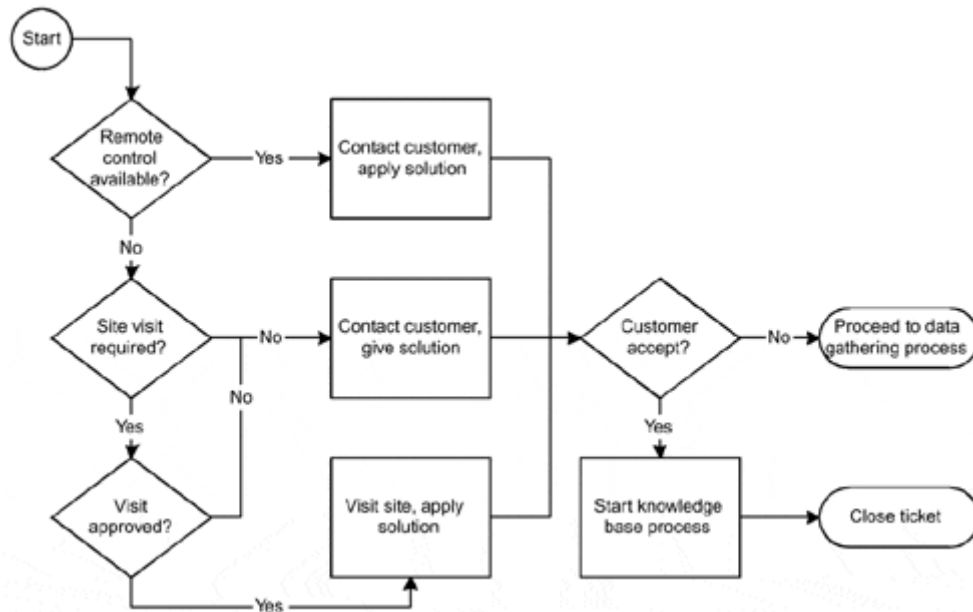 Start
Remote
control
available?
Yes
Contact customer,
apply solution
No
Site visit
required?
No
Contact customer,
give solution
Customer
accept?
No
Proceed to data
gathering process
No
Yes
Yes
Visit
approved?
Visit site, apply
solution
Start knowledge
base process
Close ticket
Yes